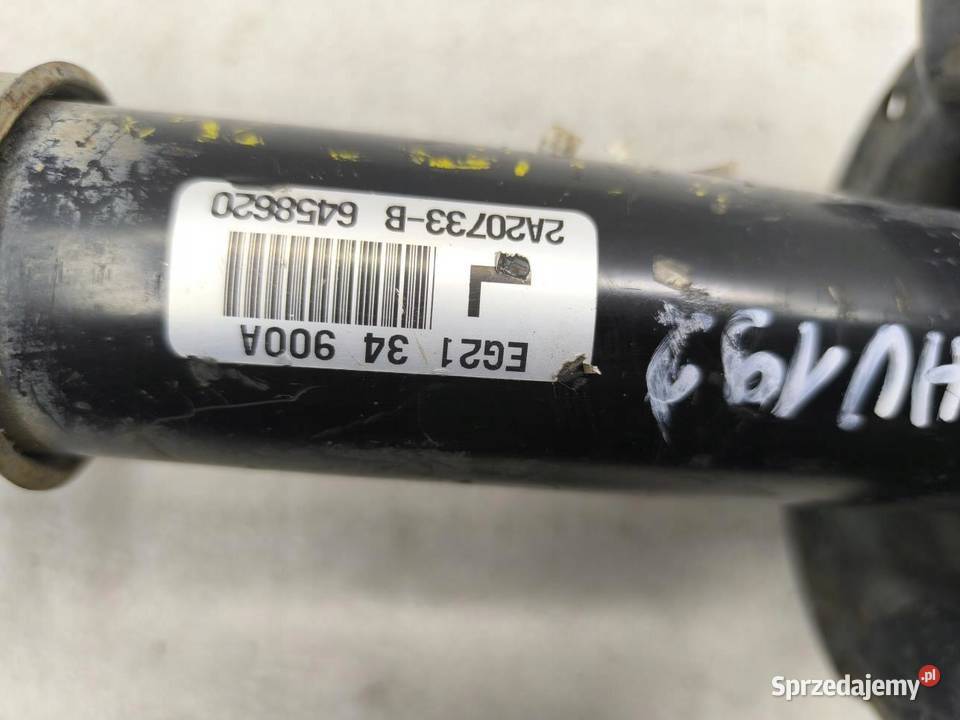 EG21 34 900A
L
2A20733-B 6458620
Sprzedajemy.pl